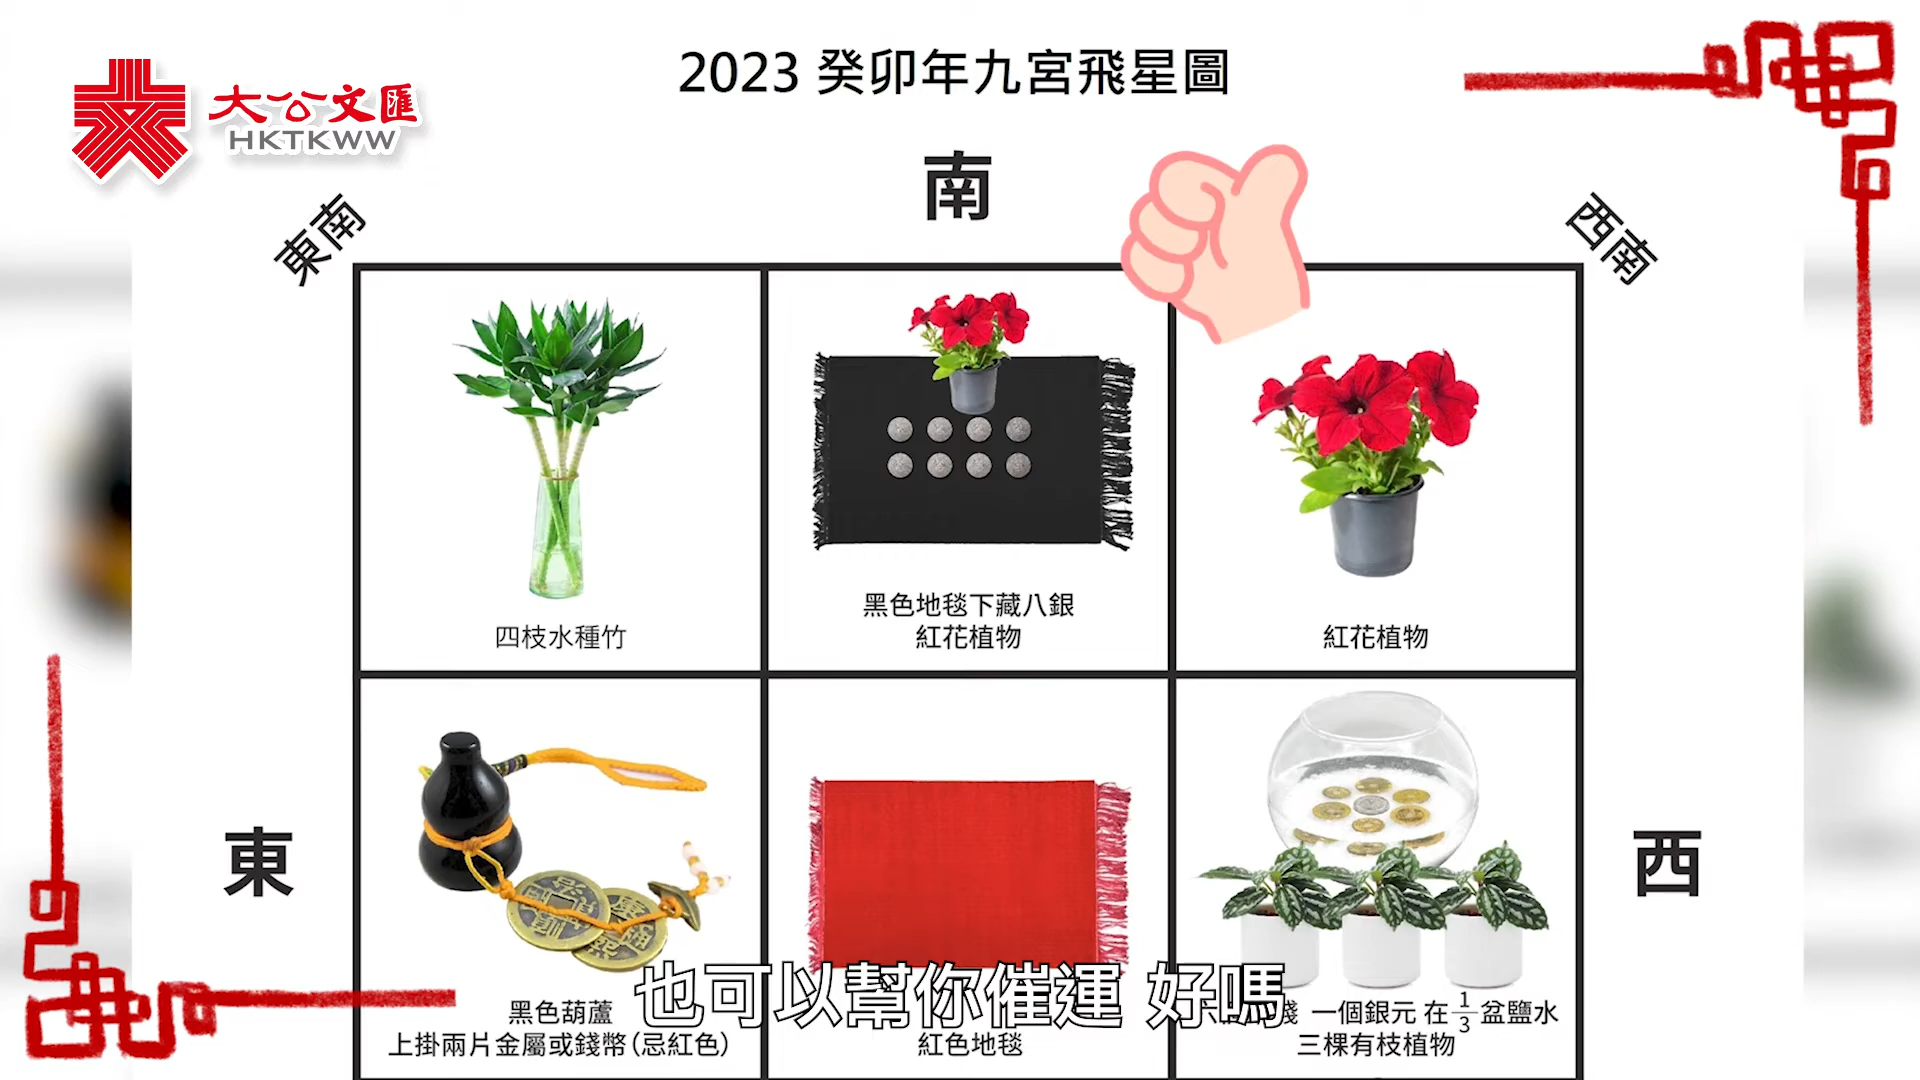 2023 癸卯年九宮飛星圖
大公文匯
HKTKWW
南
東南
西南
四枝水種竹
黑色地毯下藏八銀
紅花植物
紅花植物
東
西
黑色葫蘆
上掛兩片金屬或錢幣(忌紅色)
紅色地毯
錢 一個銀元 在 1/3 盆鹽水
三棵有枝植物
也可以幫你催運 好嗎